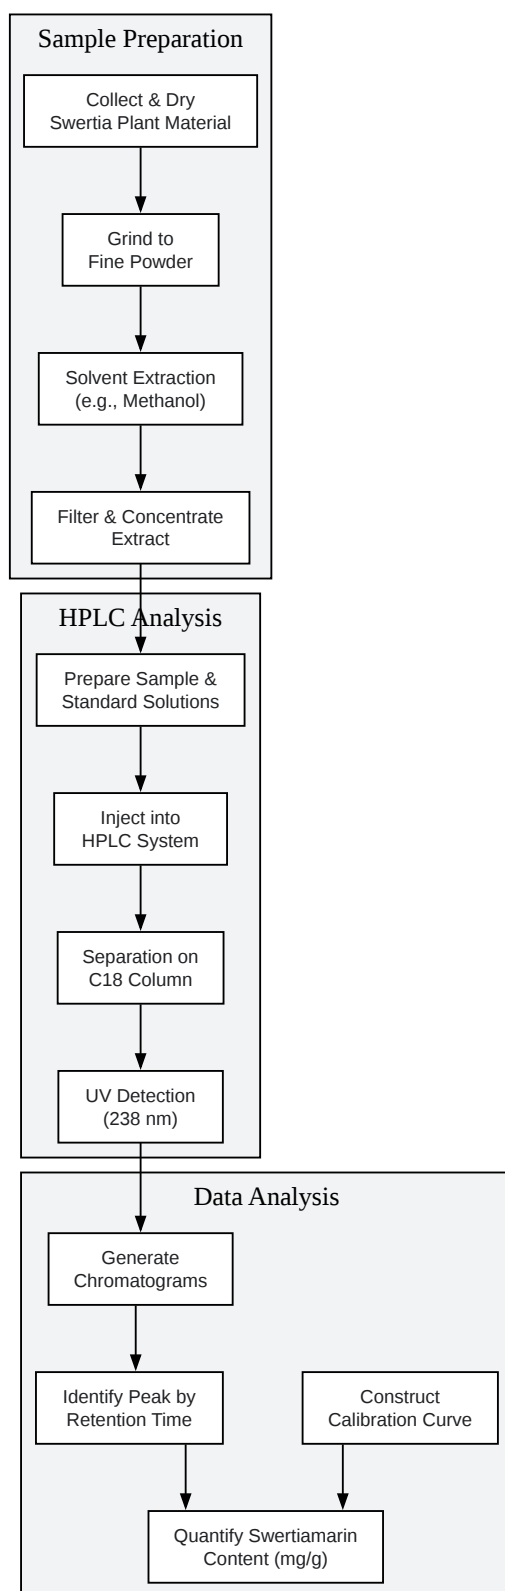 Sample Preparation
Collect & Dry
Swertia Plant Material
Grind to
Fine Powder
Solvent Extraction
(e.g., Methanol)
Filter & Concentrate
Extract
HPLC Analysis
Prepare Sample &
Standard Solutions
Inject into
HPLC System
Separation on
C18 Column
UV Detection
(238 nm)
Data Analysis
Generate
Chromatograms
Identify Peak by
Retention Time
Construct
Calibration Curve
Quantify Swertiamarin
Content (mg/g)